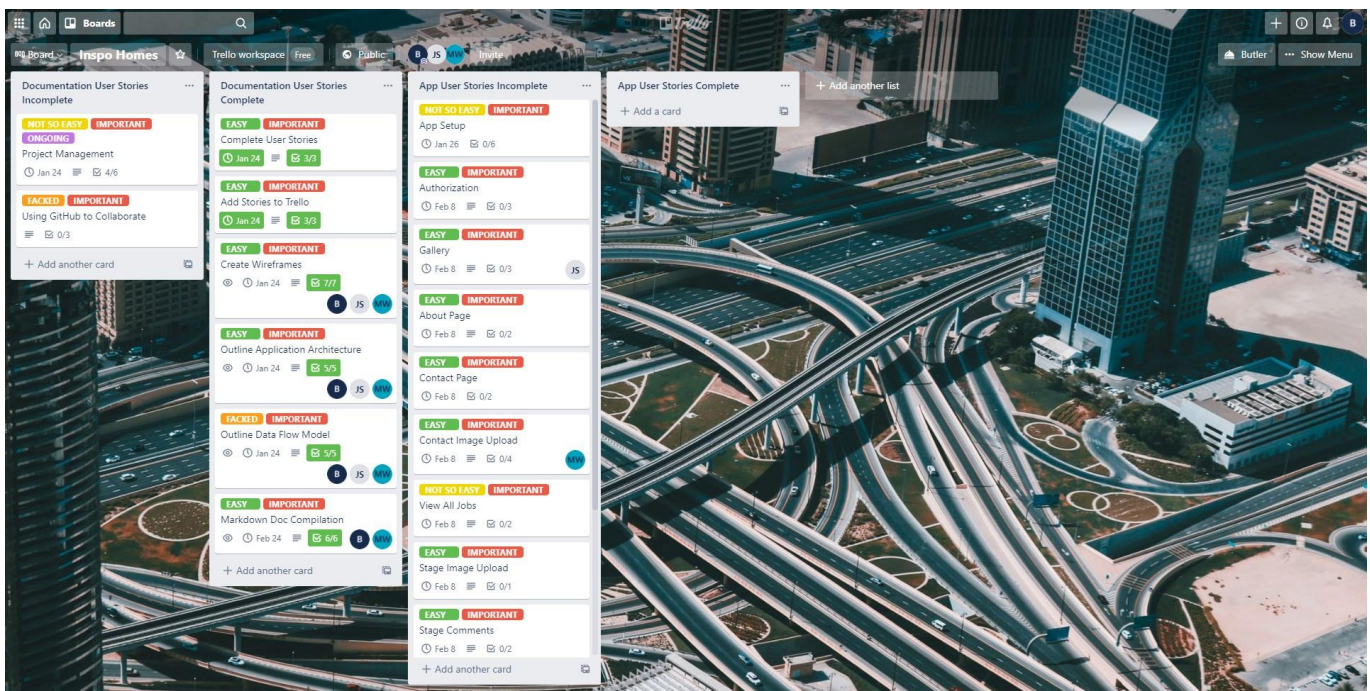 Boards
Trello
Board
Inspo Homes
Trello workspace Free
Public
B JS MW
Invite
Butler
Show Menu
B
Documentation User Stories Incomplete
NOT SO EASY IMPORTANT
ONGOING
Project Management
Jan 24 4/6
FACKED IMPORTANT
Using GitHub to Collaborate
0/3
+ Add another card
Documentation User Stories Complete
EASY IMPORTANT
Complete User Stories
Jan 24 3/3
EASY IMPORTANT
Add Stories to Trello
Jan 24 3/3
EASY IMPORTANT
Create Wireframes
Jan 24 7/7
B JS MW
EASY IMPORTANT
Outline Application Architecture
Jan 24 5/5
B JS MW
FACKED IMPORTANT
Outline Data Flow Model
Jan 24 5/5
B JS MW
EASY IMPORTANT
Markdown Doc Compilation
Feb 24 6/6 B MW
+ Add another card
App User Stories Incomplete
NOT SO EASY IMPORTANT
App Setup
Jan 26 0/6
EASY IMPORTANT
Authorization
Feb 8 0/3
EASY IMPORTANT
Gallery
Feb 8 0/3 JS
EASY IMPORTANT
About Page
Feb 8 0/2
EASY IMPORTANT
Contact Page
Feb 8 0/2
EASY IMPORTANT
Contact Image Upload
Feb 8 0/4 MW
NOT SO EASY IMPORTANT
View All Jobs
Feb 8 0/2
EASY IMPORTANT
Stage Image Upload
Feb 8 0/1
EASY IMPORTANT
Stage Comments
Feb 8 0/2
+ Add another card
App User Stories Complete
+ Add a card
+ Add another list